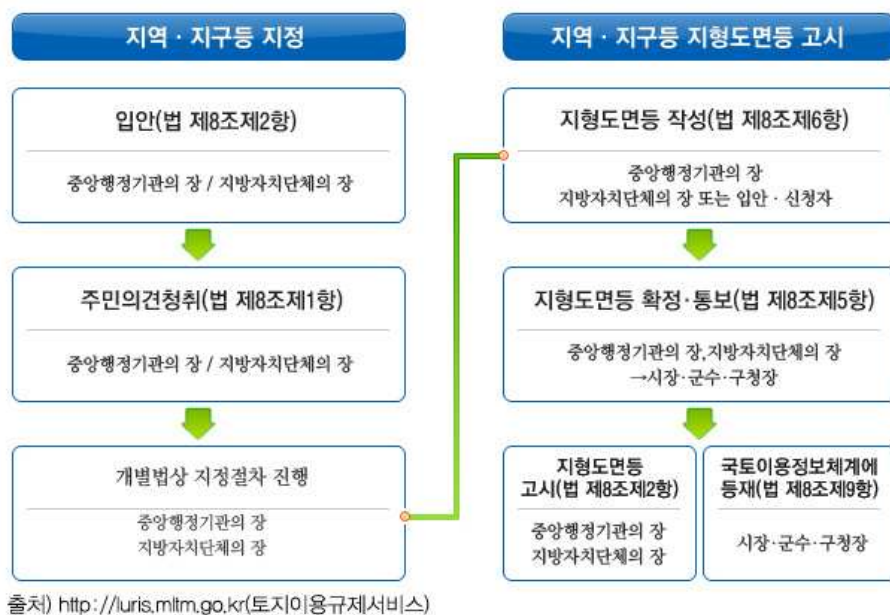 지역 · 지구등 지정
입안(법 제8조제2항)
중앙행정기관의 장 / 지방자치단체의 장
주민의견청취(법 제8조제1항)
중앙행정기관의 장 / 지방자치단체의 장
개별법상 지정절차 진행
중앙행정기관의 장
지방자치단체의 장
지역 · 지구등 지형도면등 고시
지형도면등 작성(법 제8조제6항)
중앙행정기관의 장
지방자치단체의 장 또는 입안 · 신청자
지형도면등 확정·통보(법 제8조제5항)
중앙행정기관의 장,지방자치단체의 장
→시장·군수·구청장
지형도면등
고시(법 제8조제2항)
중앙행정기관의 장
지방자치단체의 장
국토이용정보체계에
등재(법 제8조제9항)
시장·군수·구청장
출처) http://luris.mltm.go.kr(토지이용규제서비스)